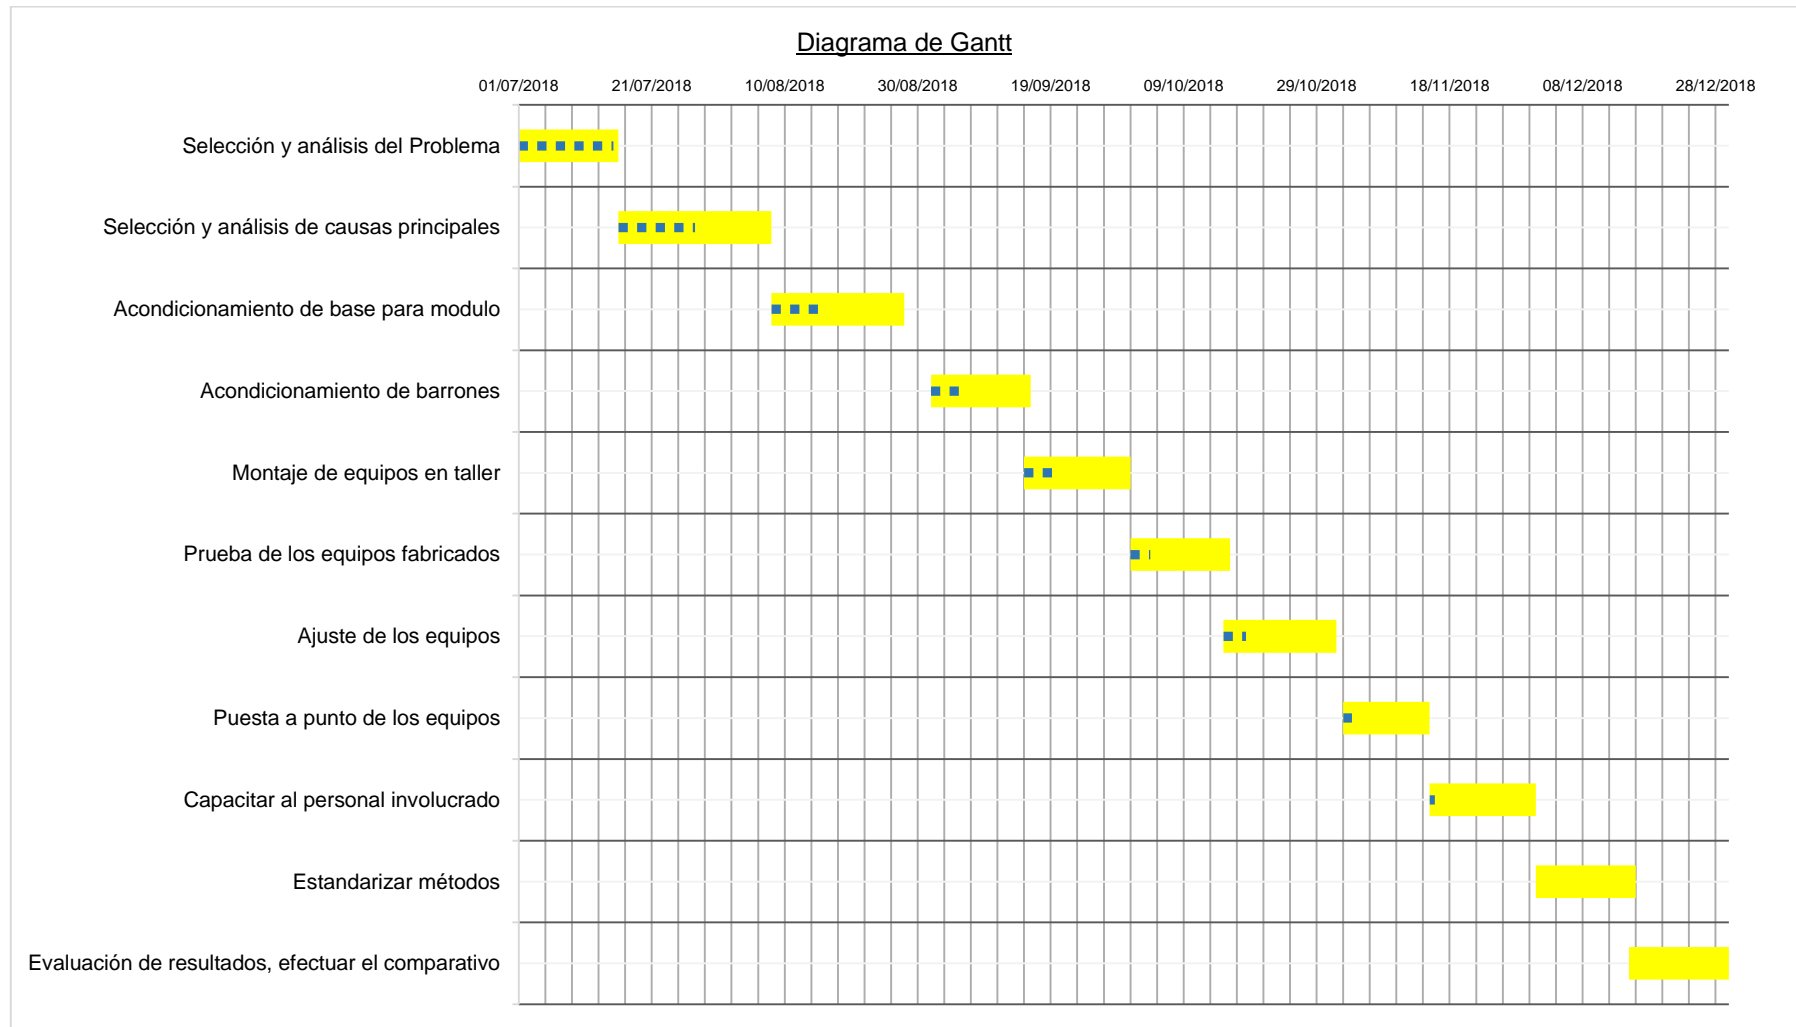 Diagrama de Gantt
01/07/2018 21/07/2018 10/08/2018 30/08/2018 19/09/2018 09/10/2018 29/10/2018 18/11/2018 08/12/2018 28/12/2018
Selección y análisis del Problema
Selección y análisis de causas principales
Acondicionamiento de base para modulo
Acondicionamiento de barrones
Montaje de equipos en taller
Prueba de los equipos fabricados
Ajuste de los equipos
Puesta a punto de los equipos
Capacitar al personal involucrado
Estandarizar métodos
Evaluación de resultados, efectuar el comparativo